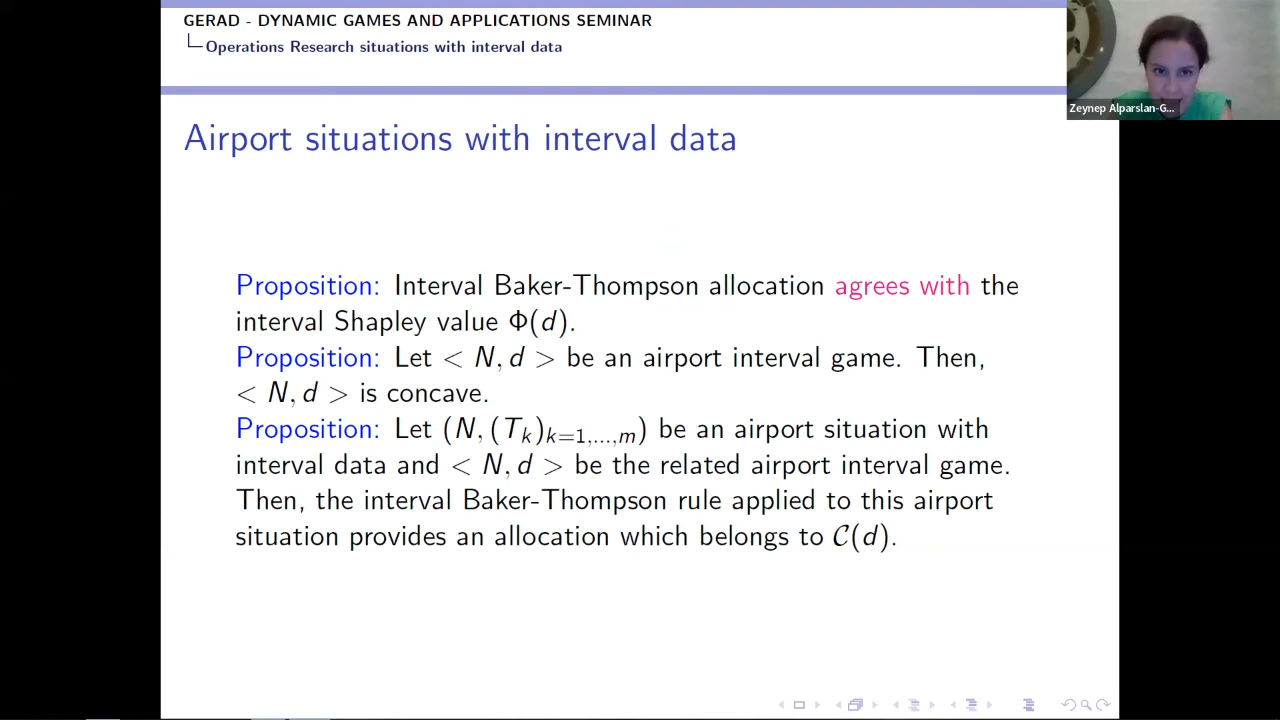 GERAD - DYNAMIC GAMES AND APPLICATIONS SEMINAR
Operations Research situations with interval data
Zeynep Alparslan-G...
Airport situations with interval data
Proposition: Interval Baker-Thompson allocation agrees with the
interval Shapley value Φ(d).
Proposition: Let < N, d > be an airport interval game. Then,
< N, d > is concave.
Proposition: Let (N, (T_k)_{k=1,...,m}) be an airport situation with
interval data and < N, d > be the related airport interval game.
Then, the interval Baker-Thompson rule applied to this airport
situation provides an allocation which belongs to 𝒞(d).